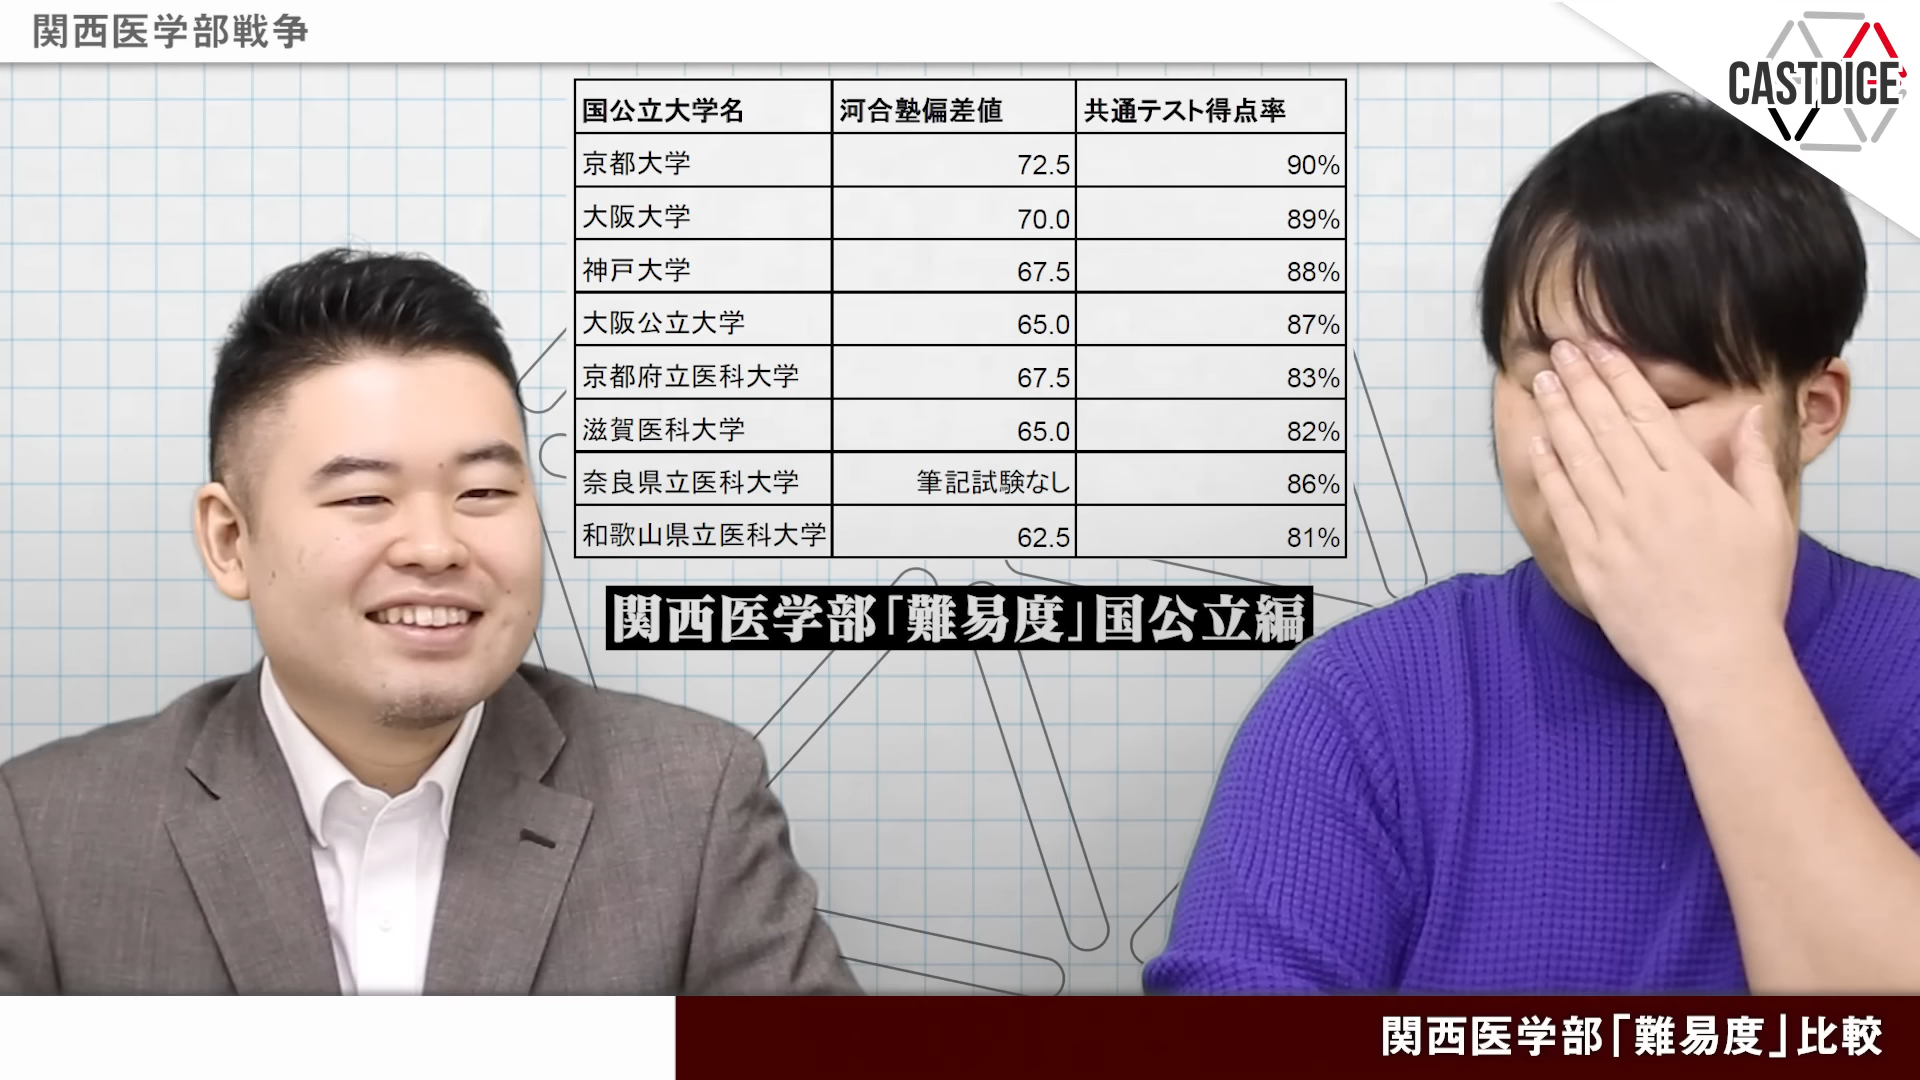 関西医学部戦争
CASTDICE
国公立大学名 河合塾偏差値 共通テスト得点率
京都大学 72.5 90%
大阪大学 70.0 89%
神戸大学 67.5 88%
大阪公立大学 65.0 87%
京都府立医科大学 67.5 83%
滋賀医科大学 65.0 82%
奈良県立医科大学 筆記試験なし 86%
和歌山県立医科大学 62.5 81%
関西医学部「難易度」国公立編
関西医学部「難易度」比較